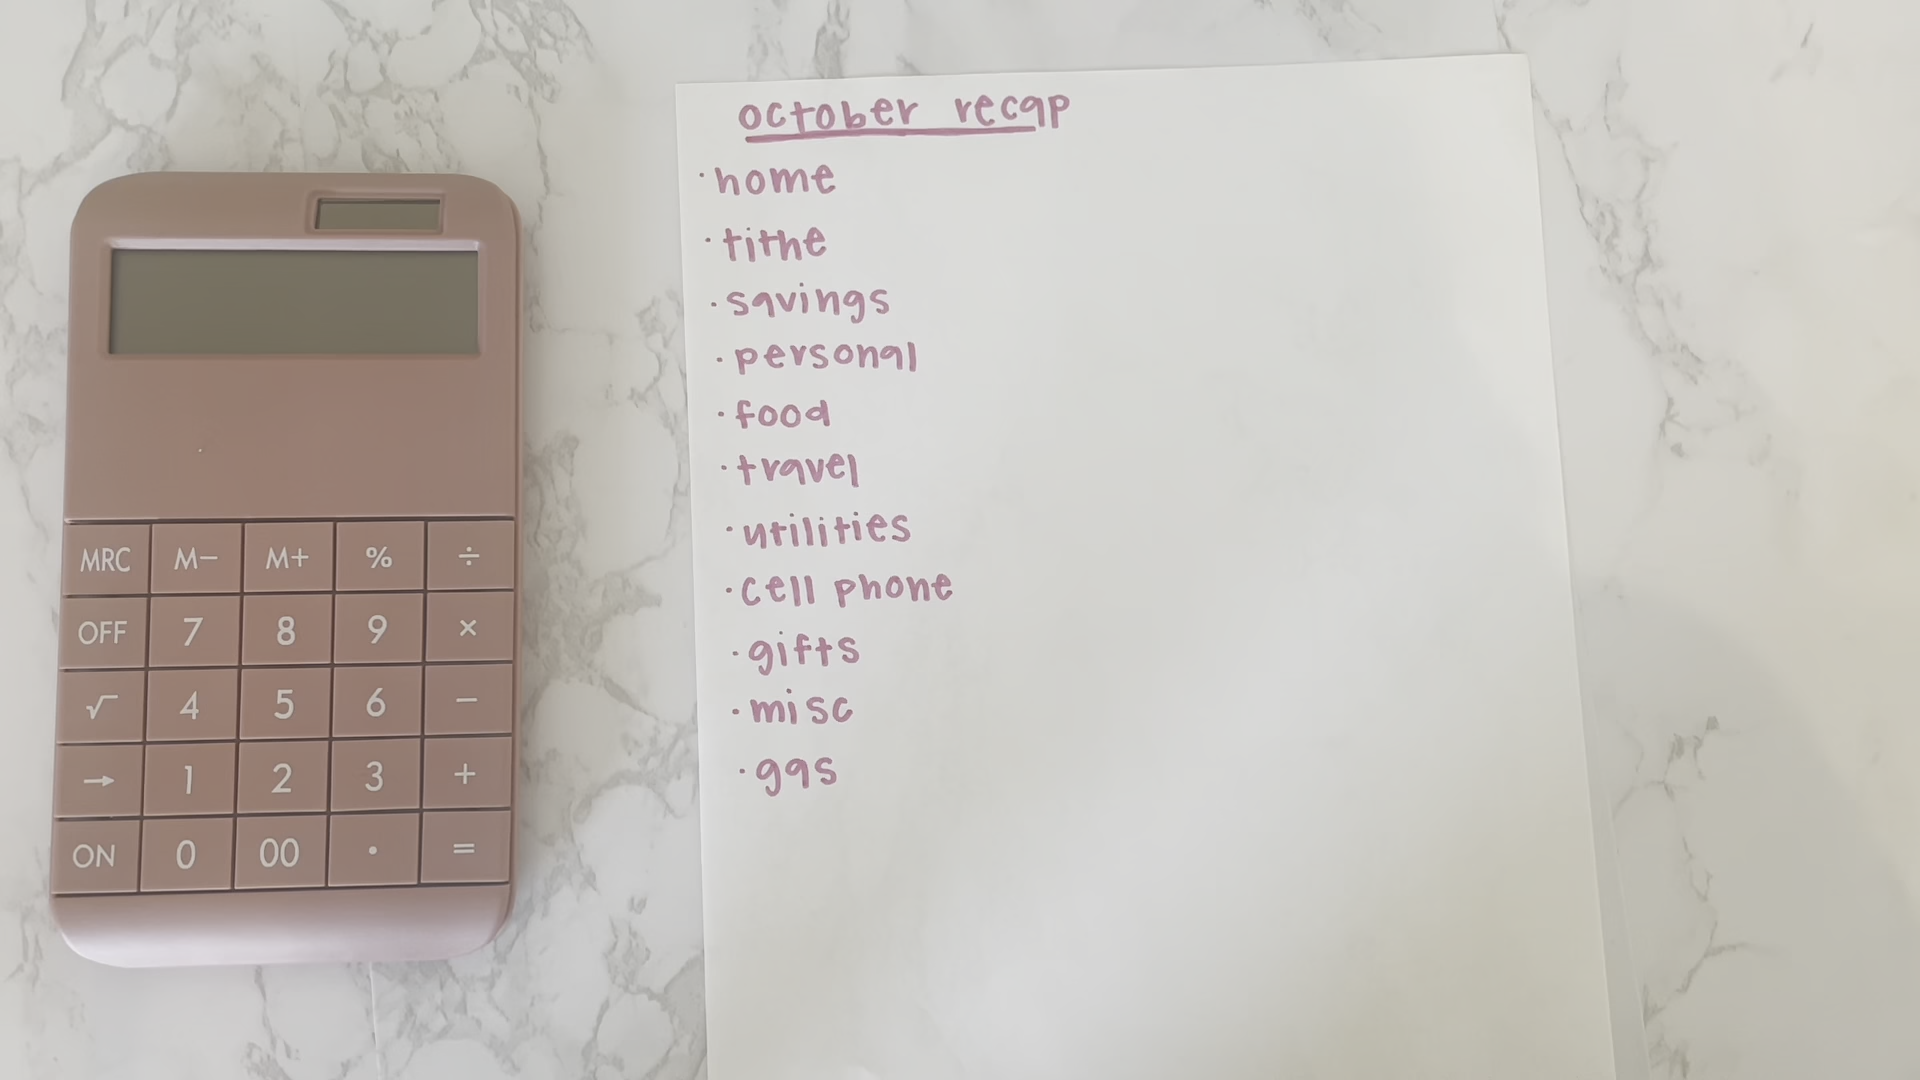 october recap
·home
·tithe
·savings
·personal
·food
·travel
·utilities
·cell phone
·gifts
·misc
·gas
MRC M− M+ % ÷
OFF 7 8 9 ×
√ 4 5 6 −
→ 1 2 3 +
ON 0 00 · =